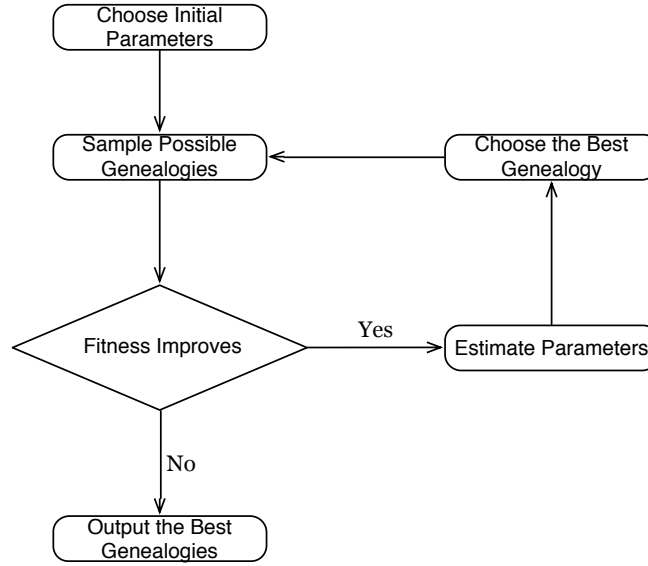 Choose Initial
Parameters
Sample Possible
Genealogies
Choose the Best
Genealogy
Fitness Improves
Yes
Estimate Parameters
No
Output the Best
Genealogies